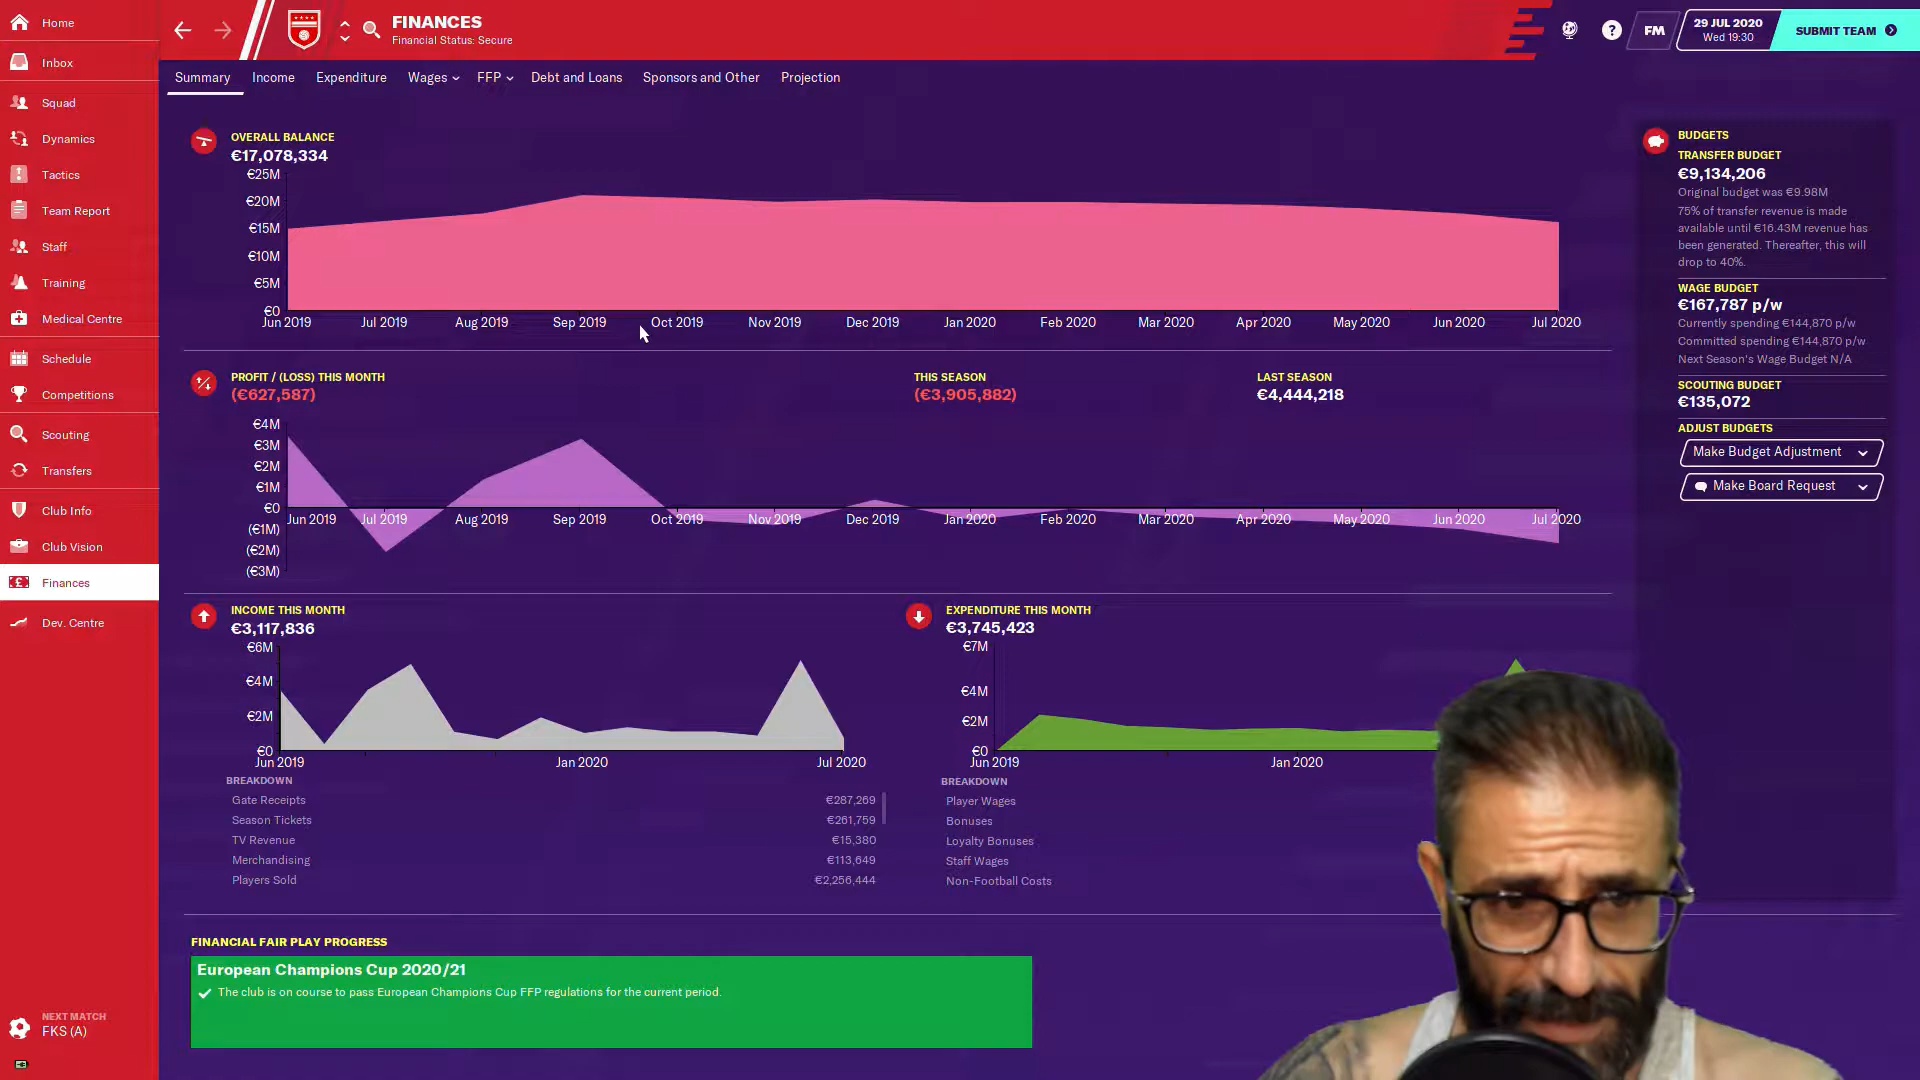 Home
Inbox
Squad
Dynamics
Tactics
Team Report
Staff
Training
Medical Centre
Schedule
Competitions
Scouting
Transfers
Club Info
Club Vision
Finances
Dev. Centre
NEXT MATCH
FKS (A)
FINANCES
Financial Status: Secure
?
FM
29 JUL 2020
Wed 19:30
SUBMIT TEAM
Summary Income Expenditure Wages FFP Debt and Loans Sponsors and Other Projection
OVERALL BALANCE
€17,078,334
€25M
€20M
€15M
€10M
€5M
€0
Jun 2019 Jul 2019 Aug 2019 Sep 2019 Oct 2019 Nov 2019 Dec 2019 Jan 2020 Feb 2020 Mar 2020 Apr 2020 May 2020 Jun 2020 Jul 2020
PROFIT / (LOSS) THIS MONTH
(€627,587)
THIS SEASON
(€3,905,882)
LAST SEASON
€4,444,218
€4M
€3M
€2M
€1M
€0
(€1M)
(€2M)
(€3M)
Jun 2019 Jul 2019 Aug 2019 Sep 2019 Oct 2019 Nov 2019 Dec 2019 Jan 2020 Feb 2020 Mar 2020 Apr 2020 May 2020 Jun 2020 Jul 2020
INCOME THIS MONTH
€3,117,836
€6M
€4M
€2M
€0
Jun 2019 Jan 2020 Jul 2020
BREAKDOWN
Gate Receipts €287,269
Season Tickets €261,759
TV Revenue €15,380
Merchandising €113,649
Players Sold €2,256,444
EXPENDITURE THIS MONTH
€3,745,423
€7M
€4M
€2M
€0
Jun 2019 Jan 2020
BREAKDOWN
Player Wages
Bonuses
Loyalty Bonuses
Staff Wages
Non-Football Costs
FINANCIAL FAIR PLAY PROGRESS
European Champions Cup 2020/21
The club is on course to pass European Champions Cup FFP regulations for the current period.
BUDGETS
TRANSFER BUDGET
€9,134,206
Original budget was €9.98M
75% of transfer revenue is made
available until €16.43M revenue has
been generated. Thereafter, this will
drop to 40%.
WAGE BUDGET
€167,787 p/w
Currently spending €144,870 p/w
Committed spending €144,870 p/w
Next Season's Wage Budget N/A
SCOUTING BUDGET
€135,072
ADJUST BUDGETS
Make Budget Adjustment
Make Board Request